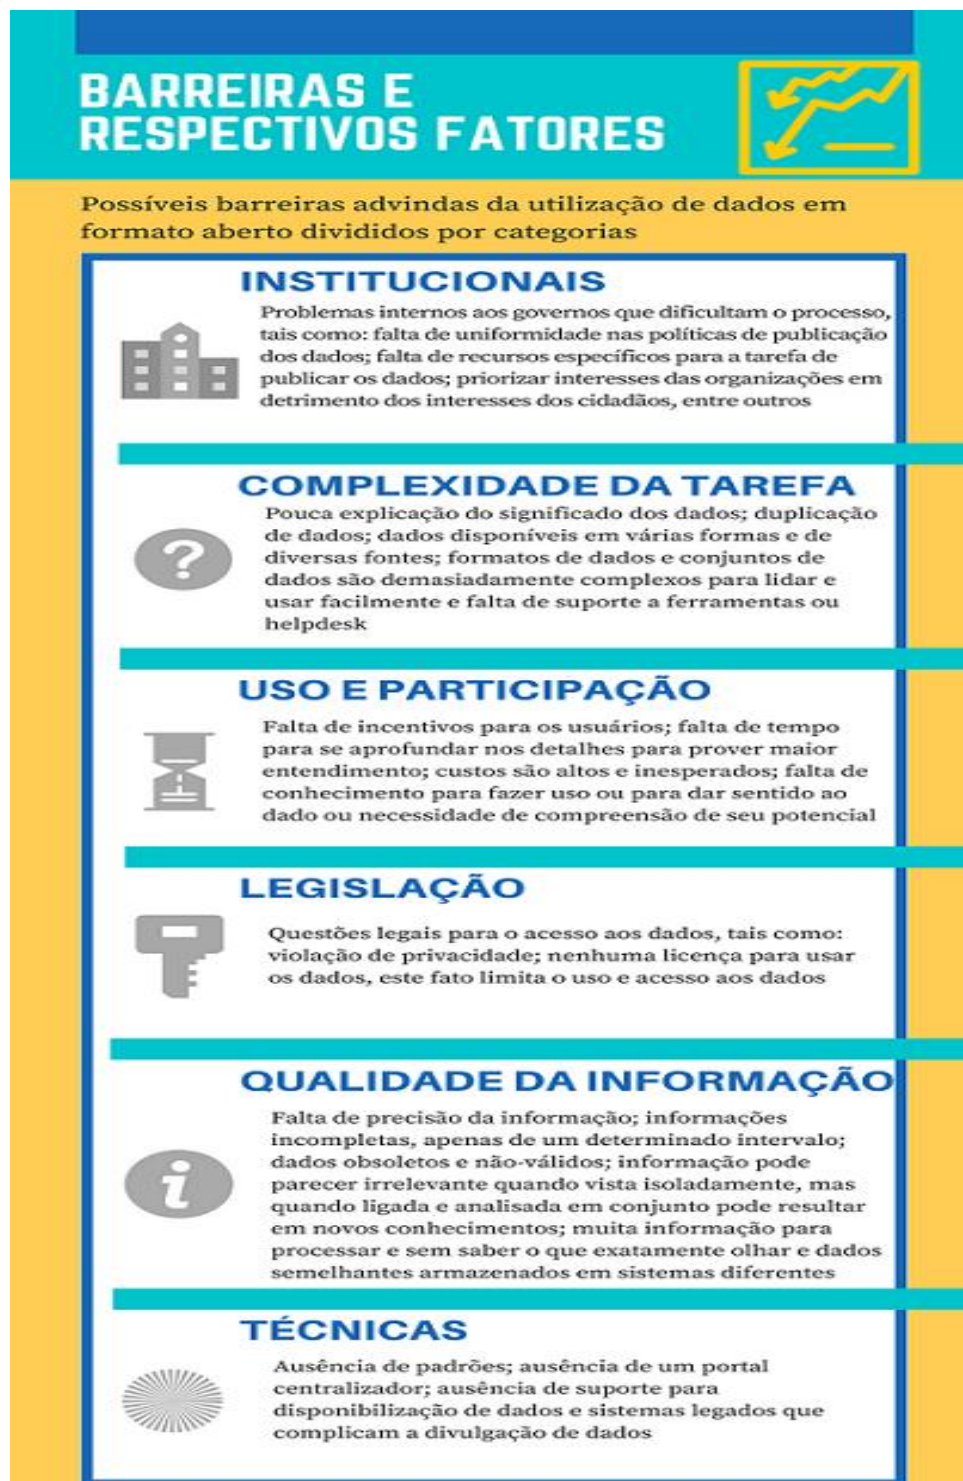 BARREIRAS E
RESPECTIVOS FATORES
Possíveis barreiras advindas da utilização de dados em
formato aberto divididos por categorias
INSTITUCIONAIS
Problemas internos aos governos que dificultam o processo,
tais como: falta de uniformidade nas políticas de publicação
dos dados; falta de recursos específicos para a tarefa de
publicar os dados; priorizar interesses das organizações em
detrimento dos interesses dos cidadãos, entre outros
COMPLEXIDADE DA TAREFA
Pouca explicação do significado dos dados; duplicação
de dados; dados disponíveis em várias formas e de
diversas fontes; formatos de dados e conjuntos de
dados são demasiadamente complexos para lidar e
usar facilmente e falta de suporte a ferramentas ou
helpdesk
USO E PARTICIPAÇÃO
Falta de incentivos para os usuários; falta de tempo
para se aprofundar nos detalhes para prover maior
entendimento; custos são altos e inesperados; falta de
conhecimento para fazer uso ou para dar sentido ao
dado ou necessidade de compreensão de seu potencial
LEGISLAÇÃO
Questões legais para o acesso aos dados, tais como:
violação de privacidade; nenhuma licença para usar
os dados, este fato limita o uso e acesso aos dados
QUALIDADE DA INFORMAÇÃO
Falta de precisão da informação; informações
incompletas, apenas de um determinado intervalo;
dados obsoletos e não-válidos; informação pode
parecer irrelevante quando vista isoladamente, mas
quando ligada e analisada em conjunto pode resultar
em novos conhecimentos; muita informação para
processar e sem saber o que exatamente olhar e dados
semelhantes armazenados em sistemas diferentes
TÉCNICAS
Ausência de padrões; ausência de um portal
centralizador; ausência de suporte para
disponibilização de dados e sistemas legados que
complicam a divulgação de dados